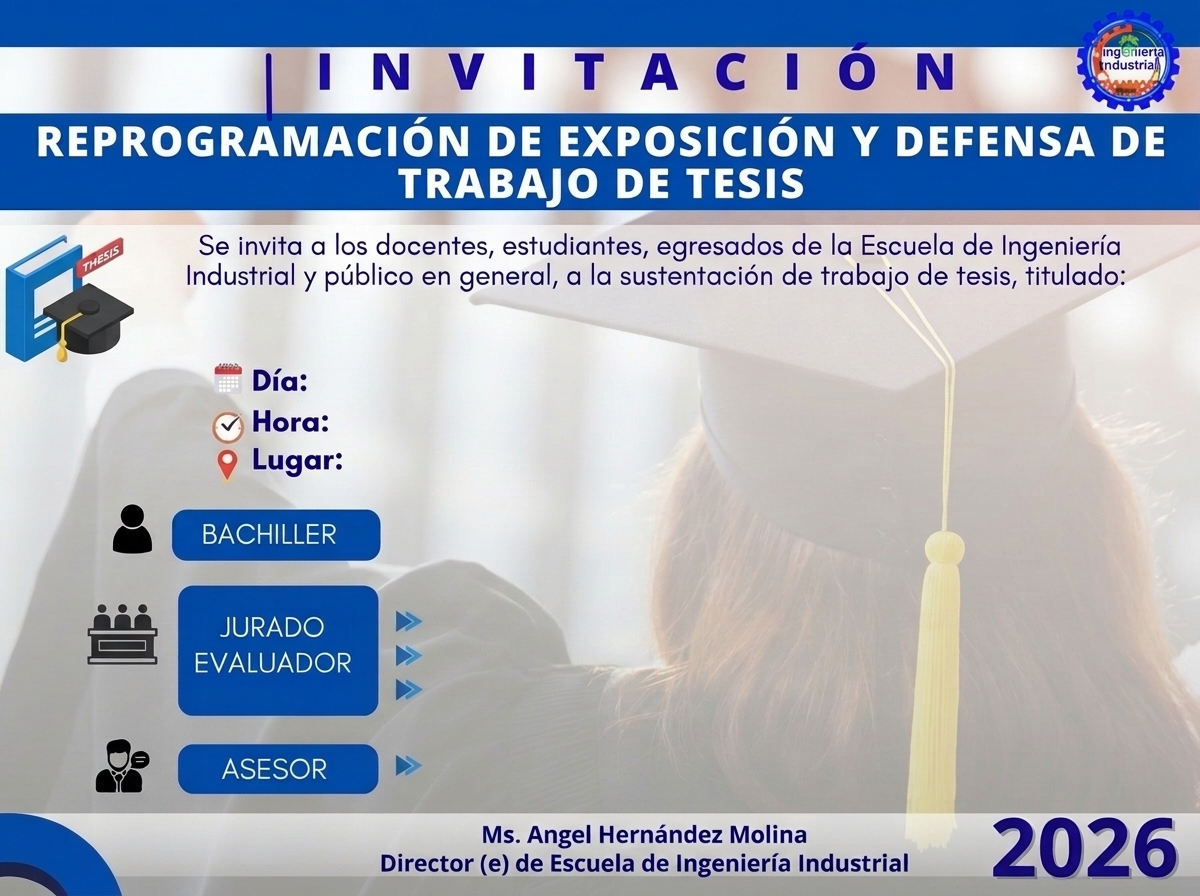 INVITACIÓN
REPROGRAMACIÓN DE EXPOSICIÓN Y DEFENSA DE
TRABAJO DE TESIS
THESIS
Se invita a los docentes, estudiantes, egresados de la Escuela de Ingeniería
Industrial y público en general, a la sustentación de trabajo de tesis, titulado:
Día:
Hora:
Lugar:
BACHILLER
JURADO
EVALUADOR
ASESOR
Ms. Angel Hernández Molina
Director (e) de Escuela de Ingeniería Industrial
2026